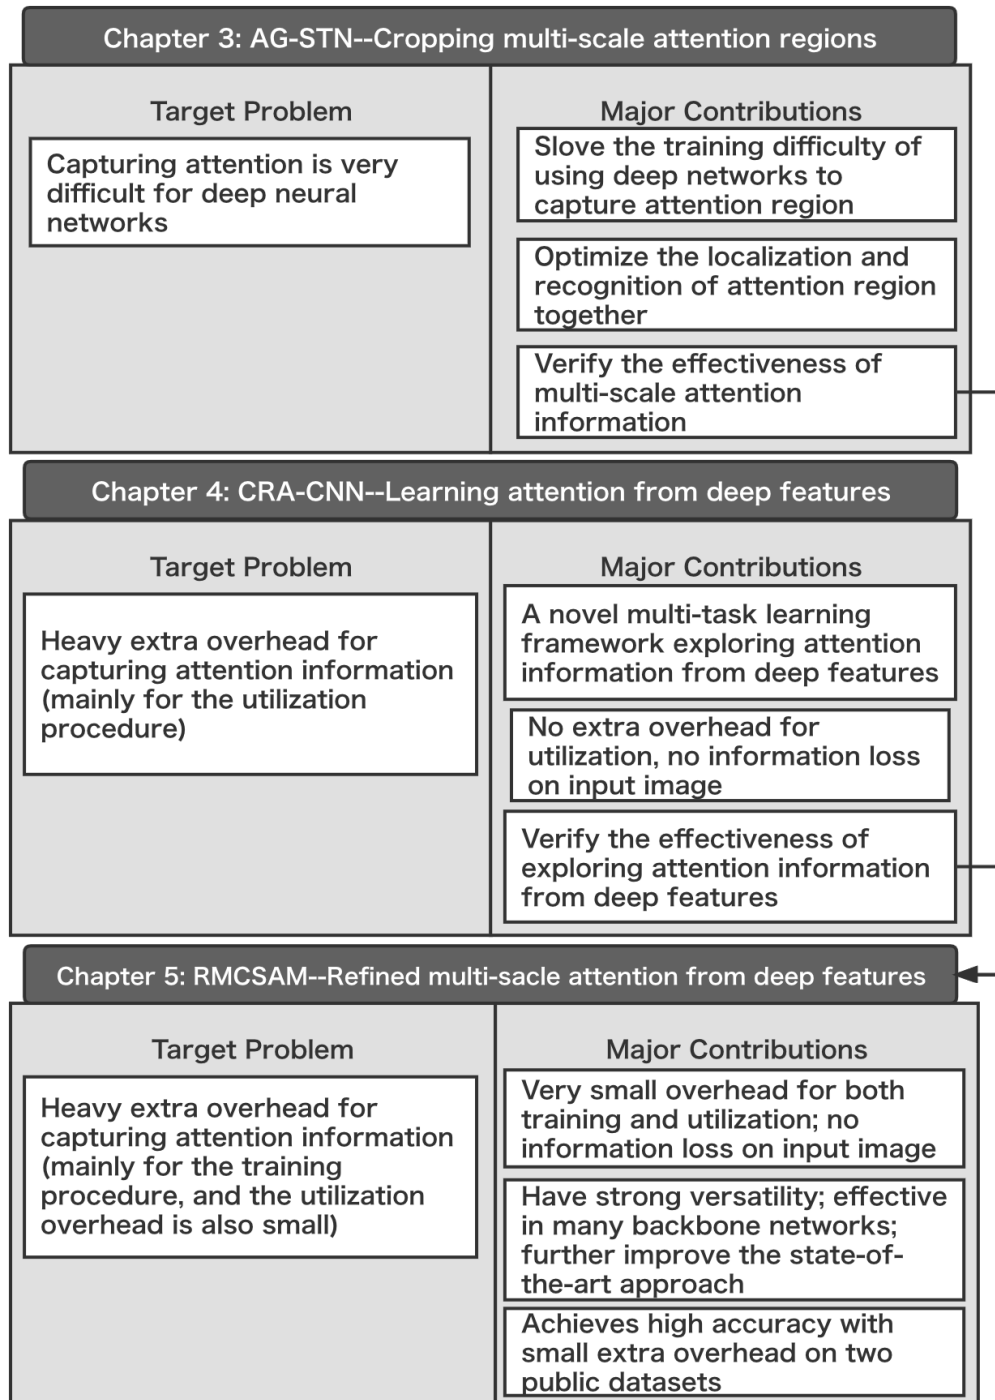 Chapter 3: AG-STN--Cropping multi-scale attention regions
Target Problem
Capturing attention is very
difficult for deep neural
networks
Major Contributions
Slove the training difficulty of
using deep networks to
capture attention region
Optimize the localization and
recognition of attention region
together
Verify the effectiveness of
multi-scale attention
information
Chapter 4: CRA-CNN--Learning attention from deep features
Target Problem
Heavy extra overhead for
capturing attention information
(mainly for the utilization
procedure)
Major Contributions
A novel multi-task learning
framework exploring attention
information from deep features
No extra overhead for
utilization, no information loss
on input image
Verify the effectiveness of
exploring attention information
from deep features
Chapter 5: RMCSAM--Refined multi-sacle attention from deep features
Target Problem
Heavy extra overhead for
capturing attention information
(mainly for the training
procedure, and the utilization
overhead is also small)
Major Contributions
Very small overhead for both
training and utilization; no
information loss on input image
Have strong versatility; effective
in many backbone networks;
further improve the state-of-
the-art approach
Achieves high accuracy with
small extra overhead on two
public datasets